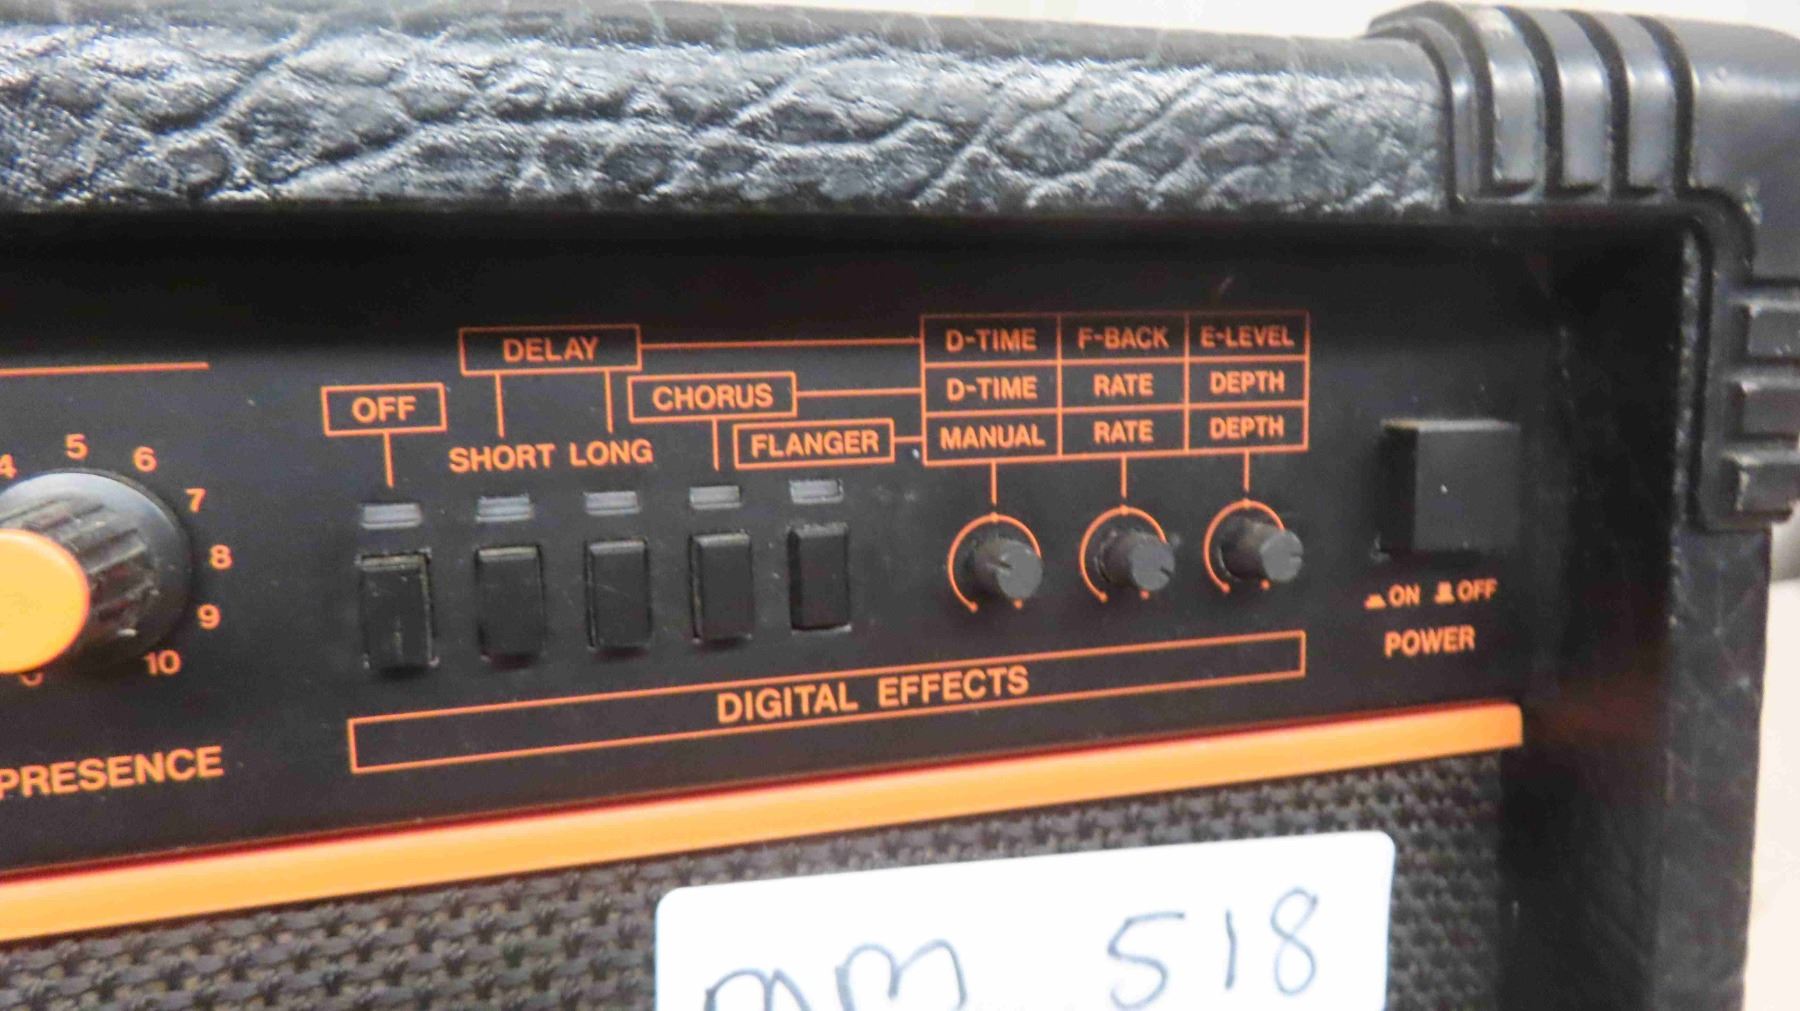 DELAY
D-TIME F-BACK E-LEVEL
OFF
CHORUS
D-TIME RATE DEPTH
SHORT LONG
FLANGER
MANUAL RATE DEPTH
4 5 6 7 8 9 10
ON OFF
POWER
DIGITAL EFFECTS
PRESENCE
MM 518